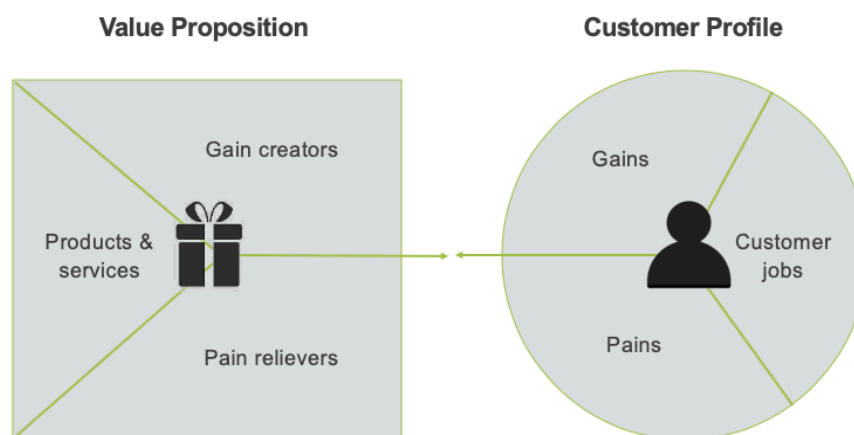 Value Proposition
Customer Profile
Gain creators
Products &
services
Pain relievers
Gains
Customer
jobs
Pains